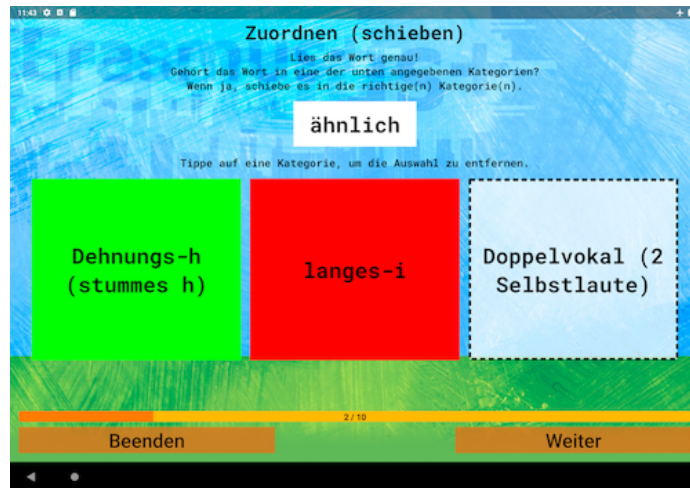 11:43
Zuordnen (schieben)
Lies das Wort genau!
Gehört das Wort in eine der unten angegebenen Kategorien?
Wenn ja, schiebe es in die richtige(n) Kategorie(n).
ähnlich
Tippe auf eine Kategorie, um die Auswahl zu entfernen.
Dehnungs-h
(stummes h)
langes-i
Doppelvokal (2
Selbstlaute)
2/10
Beenden
Weiter